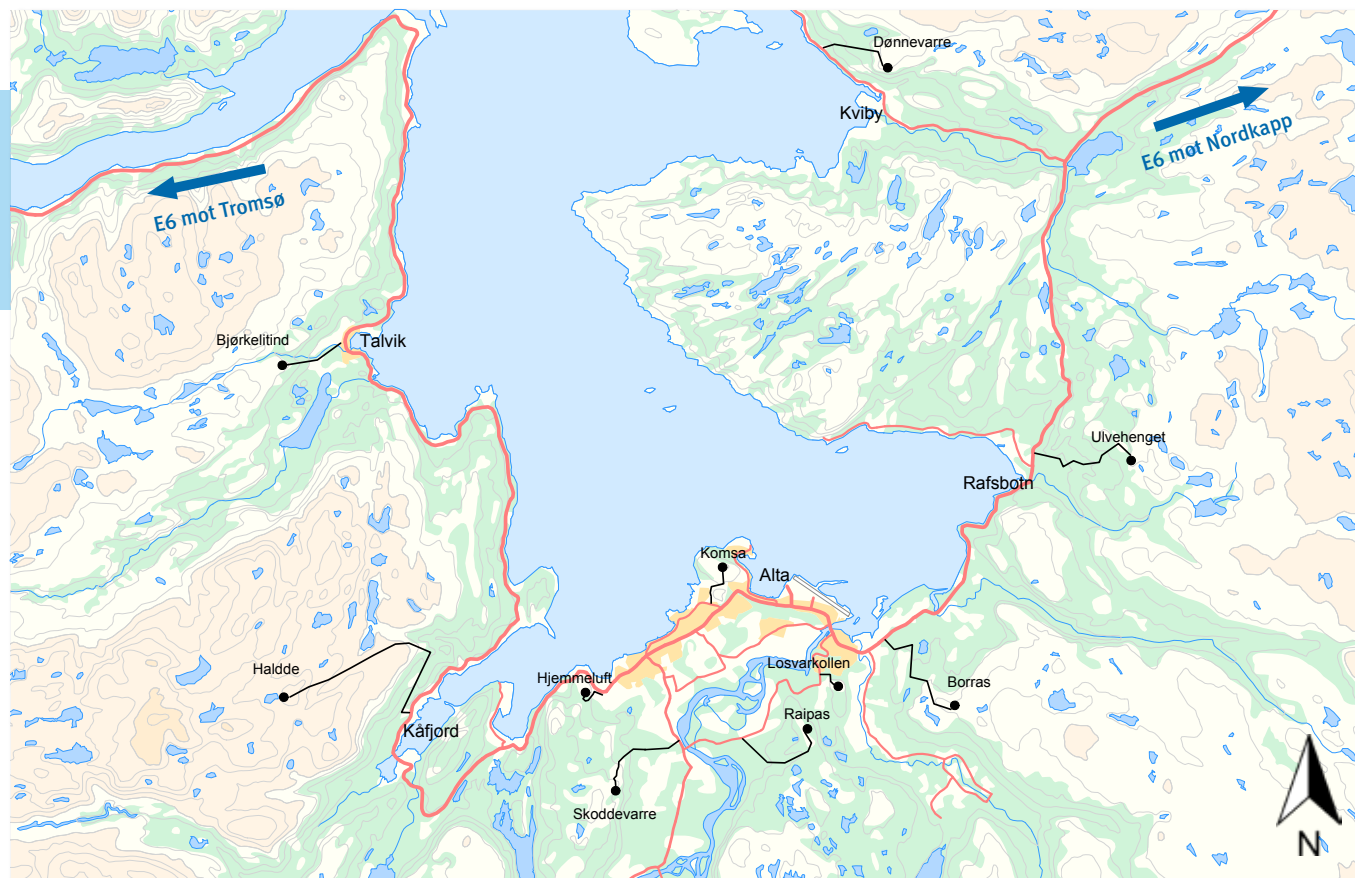 Dønnevarre
Kviby
E6 mot Nordkapp
E6 mot Tromsø
Bjørkelitind
Talvik
Ulvehenget
Rafsbotn
Komsa
Alta
Haldde
Hjemmeluft
Losvarkollen
Borras
Kåfjord
Raipas
Skoddevarre
N